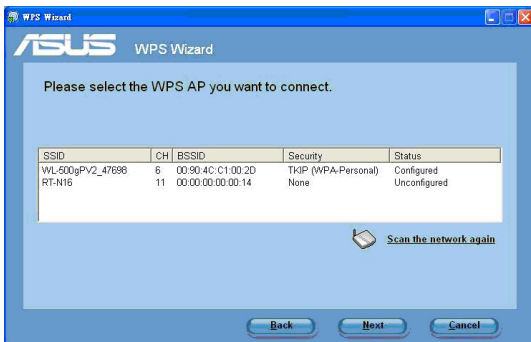 WPS Wizard
ASUS WPS Wizard
Please select the WPS AP you want to connect.
SSID CH BSSID Security Status
WL-500gPV2_47698 6 00:90:4C:C1:00:2D TKIP (WPA-Personal) Configured
RT-N16 11 00:00:00:00:00:14 None Unconfigured
Scan the network again
Back Next Cancel